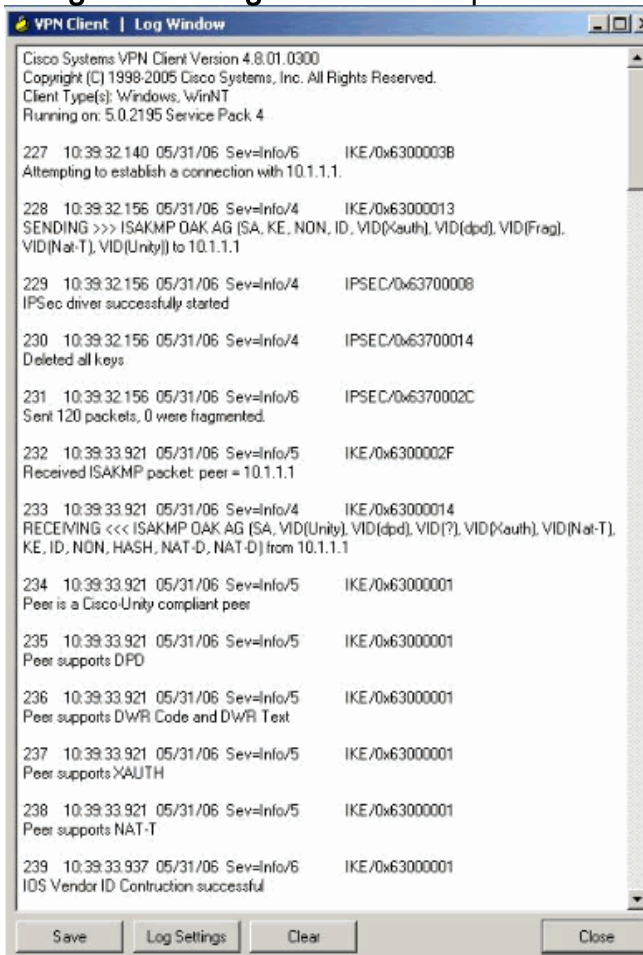 VPN Client | Log Window
Cisco Systems VPN Client Version 4.8.01.0300
Copyright (C) 1998-2005 Cisco Systems, Inc. All Rights Reserved.
Client Type(s): Windows, WinNT
Running on: 5.0.2195 Service Pack 4
227 10:39:32.140 05/31/06 Sev=Info/6 IKE/0x6300003B
Attempting to establish a connection with 10.1.1.1.
228 10:39:32.156 05/31/06 Sev=Info/4 IKE/0x63000013
SENDING >>> ISAKMP OAK AG (SA, KE, NON, ID, VID(Xauth), VID(dpd), VID(Frag),
VID(Nat-T), VID(Unity)) to 10.1.1.1
229 10:39:32.156 05/31/06 Sev=Info/4 IPSEC/0x63700008
IPSec driver successfully started
230 10:39:32.156 05/31/06 Sev=Info/4 IPSEC/0x63700014
Deleted all keys
231 10:39:32.156 05/31/06 Sev=Info/6 IPSEC/0x6370002C
Sent 120 packets, 0 were fragmented.
232 10:39:33.921 05/31/06 Sev=Info/5 IKE/0x6300002F
Received ISAKMP packet: peer = 10.1.1.1
233 10:39:33.921 05/31/06 Sev=Info/4 IKE/0x63000014
RECEIVING <<< ISAKMP OAK AG (SA, VID(Unity), VID(dpd), VID(?), VID(Xauth), VID(Nat-T),
KE, ID, NON, HASH, NAT-D, NAT-D) from 10.1.1.1
234 10:39:33.921 05/31/06 Sev=Info/5 IKE/0x63000001
Peer is a Cisco-Unity compliant peer
235 10:39:33.921 05/31/06 Sev=Info/5 IKE/0x63000001
Peer supports DPD
236 10:39:33.921 05/31/06 Sev=Info/5 IKE/0x63000001
Peer supports DWR Code and DWR Text
237 10:39:33.921 05/31/06 Sev=Info/5 IKE/0x63000001
Peer supports XAUTH
238 10:39:33.921 05/31/06 Sev=Info/5 IKE/0x63000001
Peer supports NAT-T
239 10:39:33.937 05/31/06 Sev=Info/6 IKE/0x63000001
IOS Vendor ID Contruction successful
Save Log Settings Clear Close